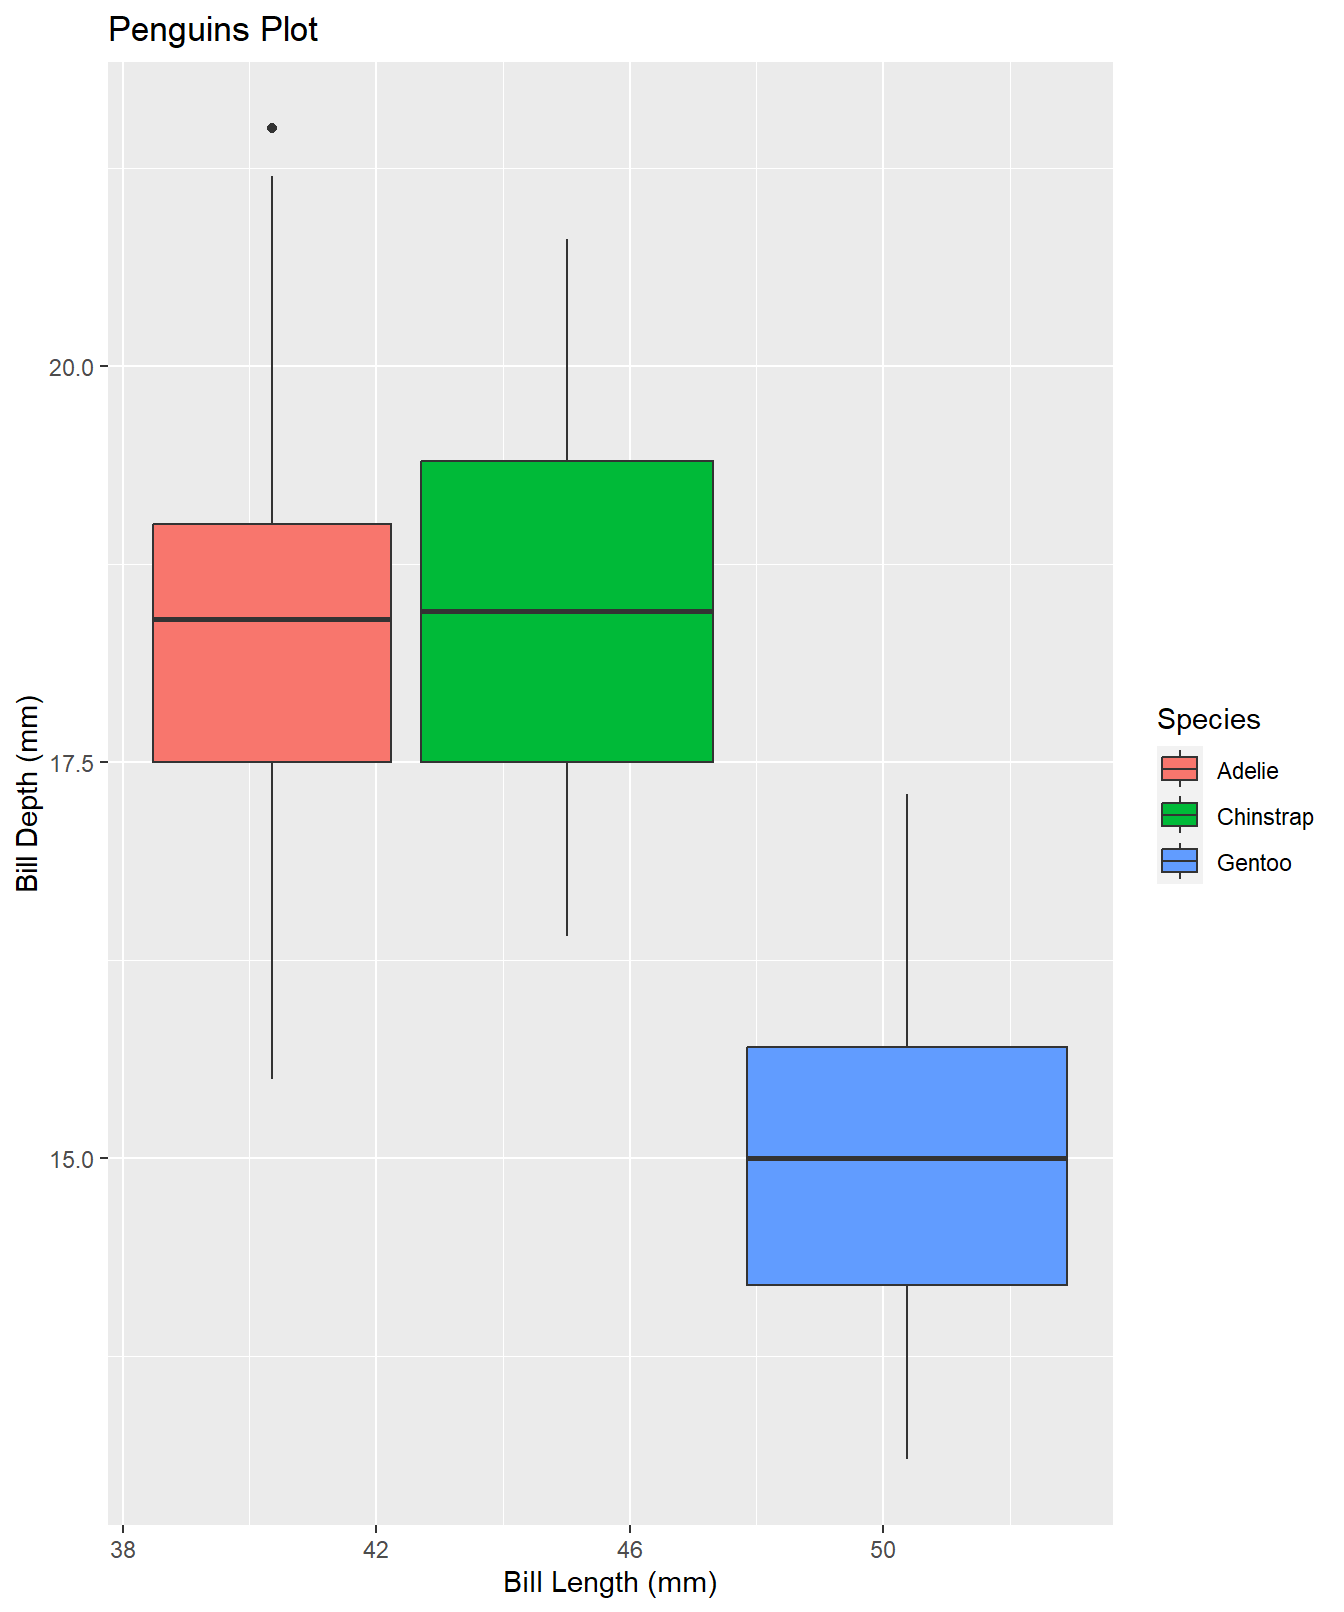 Penguins Plot
20.0
17.5
15.0
Bill Depth (mm)
38 42 46 50
Bill Length (mm)
Species
Adelie
Chinstrap
Gentoo